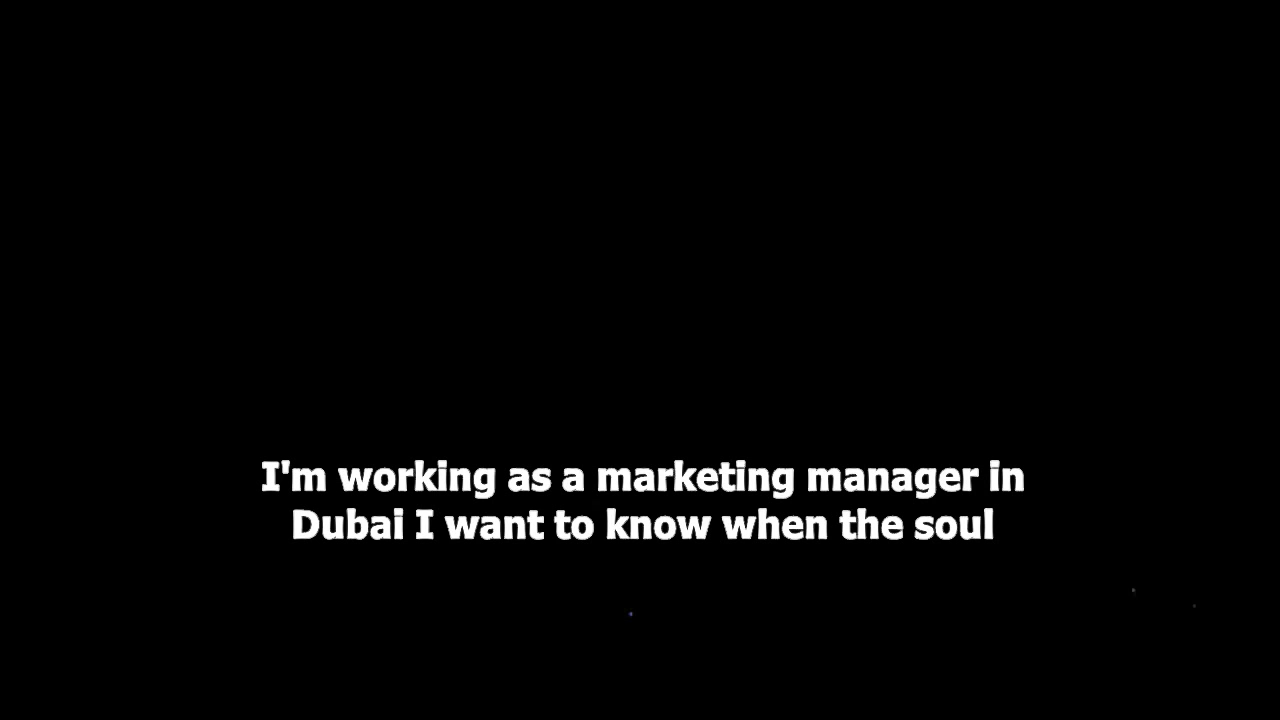 I'm working as a marketing manager in
Dubai I want to know when the soul